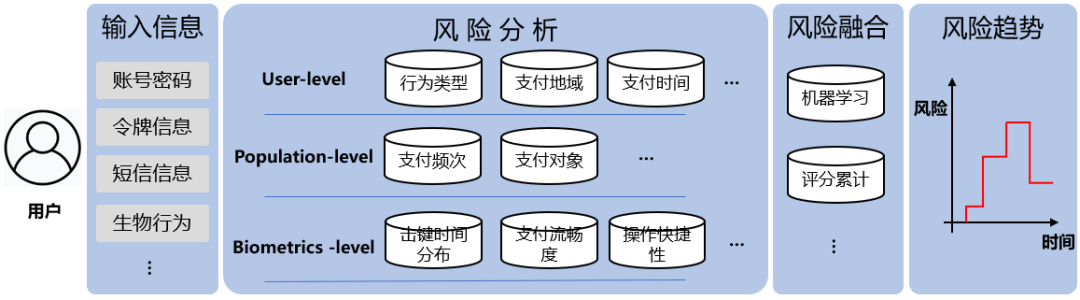 输入信息
账号密码
令牌信息
短信信息
生物行为
⋮
用户
风险分析
User-level
行为类型
支付地域
支付时间
...
Population-level
支付频次
支付对象
...
Biometrics -level
击键时间
分布
支付流畅
度
操作快捷
性
...
风险融合
机器学习
评分累计
⋮
风险趋势
风险
时间